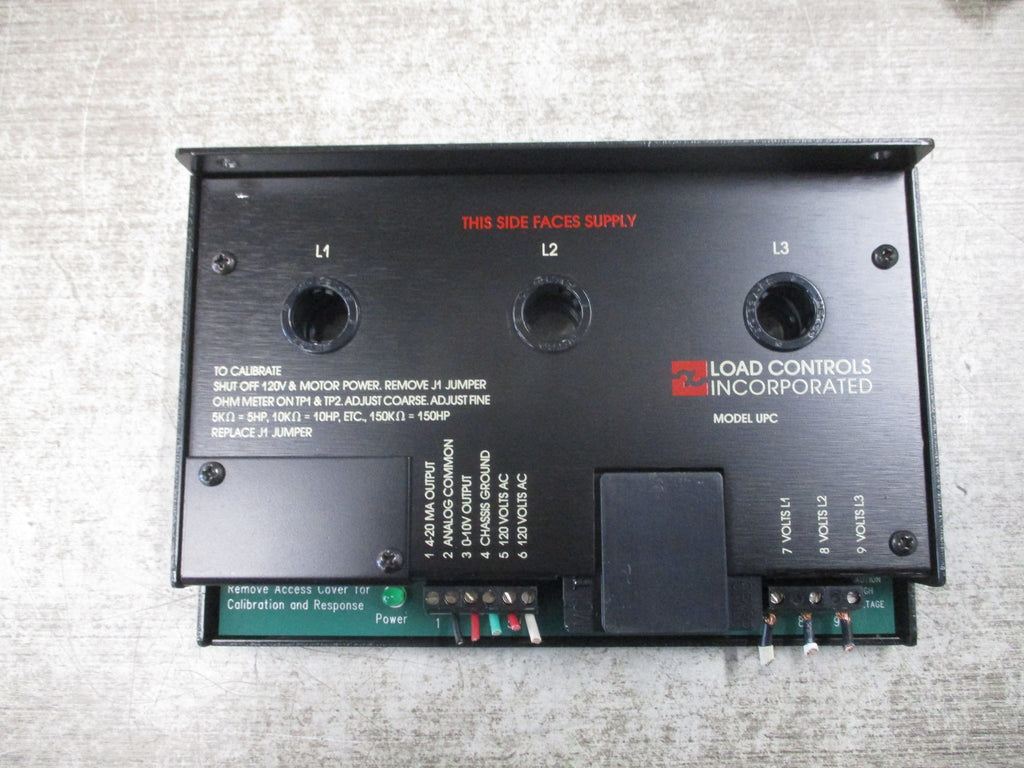 THIS SIDE FACES SUPPLY
L1
L2
L3
TO CALIBRATE
SHUT OFF 120V & MOTOR POWER. REMOVE J1 JUMPER
OHM METER ON TP1 & TP2. ADJUST COARSE. ADJUST FINE
5KΩ = 5HP, 10KΩ = 10HP, ETC., 150KΩ = 150HP
REPLACE J1 JUMPER
LOAD CONTROLS
INCORPORATED
MODEL UPC
1 4-20 MA OUTPUT
2 ANALOG COMMON
3 0-10V OUTPUT
4 CHASSIS GROUND
5 120 VOLTS AC
6 120 VOLTS AC
7 VOLTS L1
8 VOLTS L2
9 VOLTS L3
Remove Access Cover for
Calibration and Response
Power
1